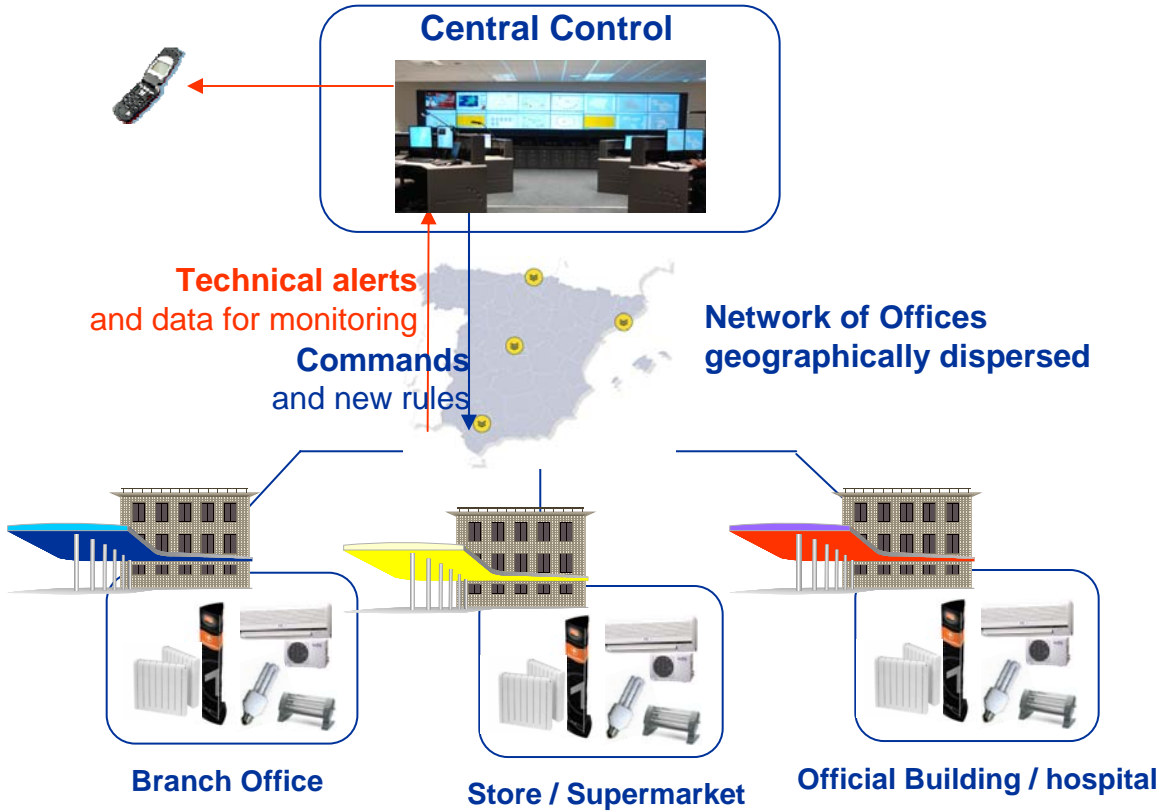 Central Control
Technical alerts
and data for monitoring
Commands
and new rules
Network of Offices
geographically dispersed
Branch Office
Store / Supermarket
Official Building / hospital